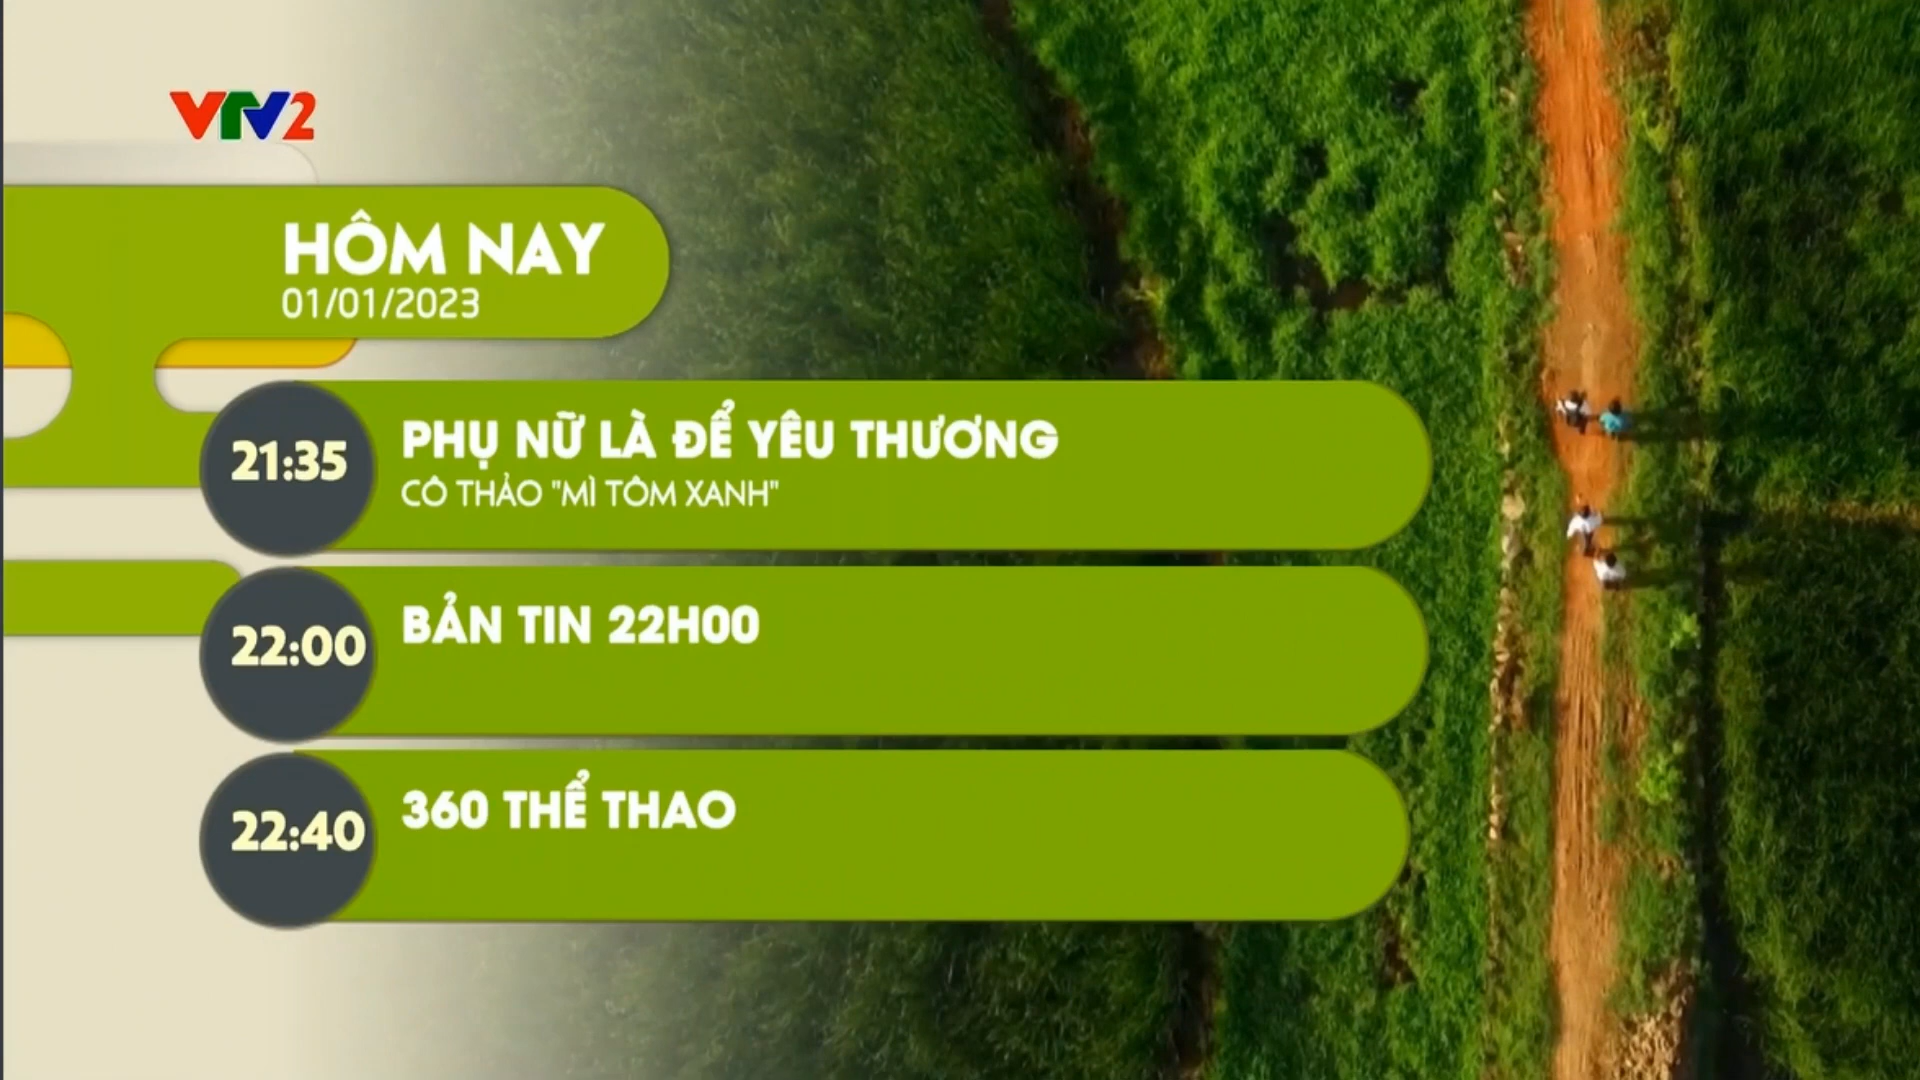 VTV2
HÔM NAY
01/01/2023
21:35
PHỤ NỮ LÀ ĐỂ YÊU THƯƠNG
CÔ THẢO "MÌ TÔM XANH"
22:00
BẢN TIN 22H00
22:40
360 THỂ THAO